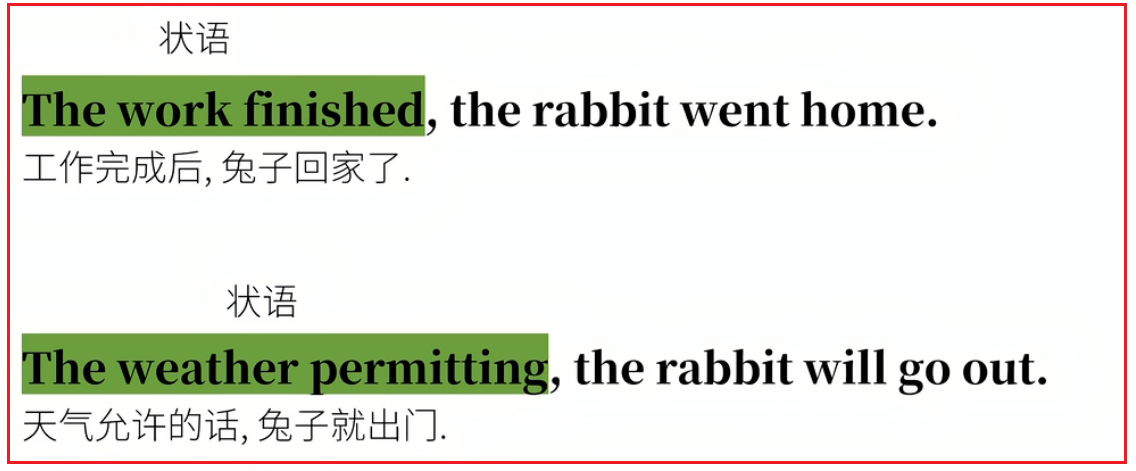 状语
The work finished, the rabbit went home.
工作完成后, 兔子回家了.
状语
The weather permitting, the rabbit will go out.
天气允许的话, 兔子就出门.